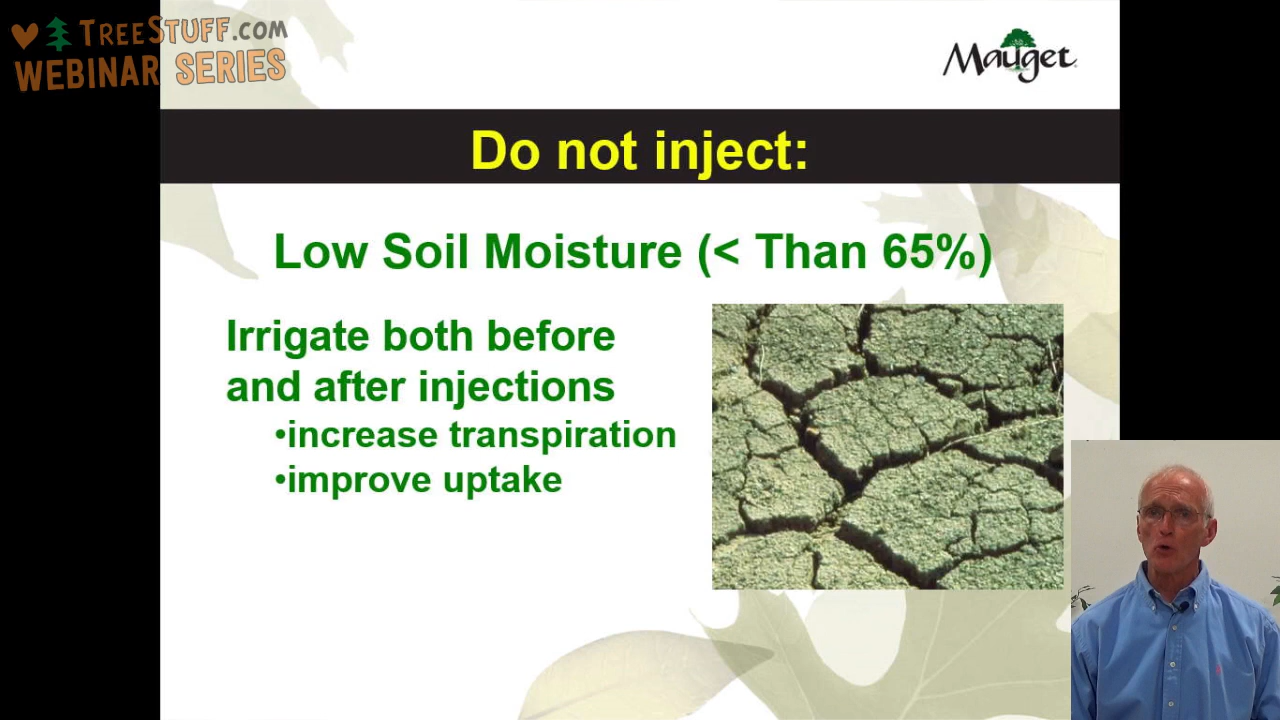 TREESTUFF.COM
WEBINAR SERIES
Mauget
Do not inject:
Low Soil Moisture (< Than 65%)
Irrigate both before
and after injections
•increase transpiration
•improve uptake